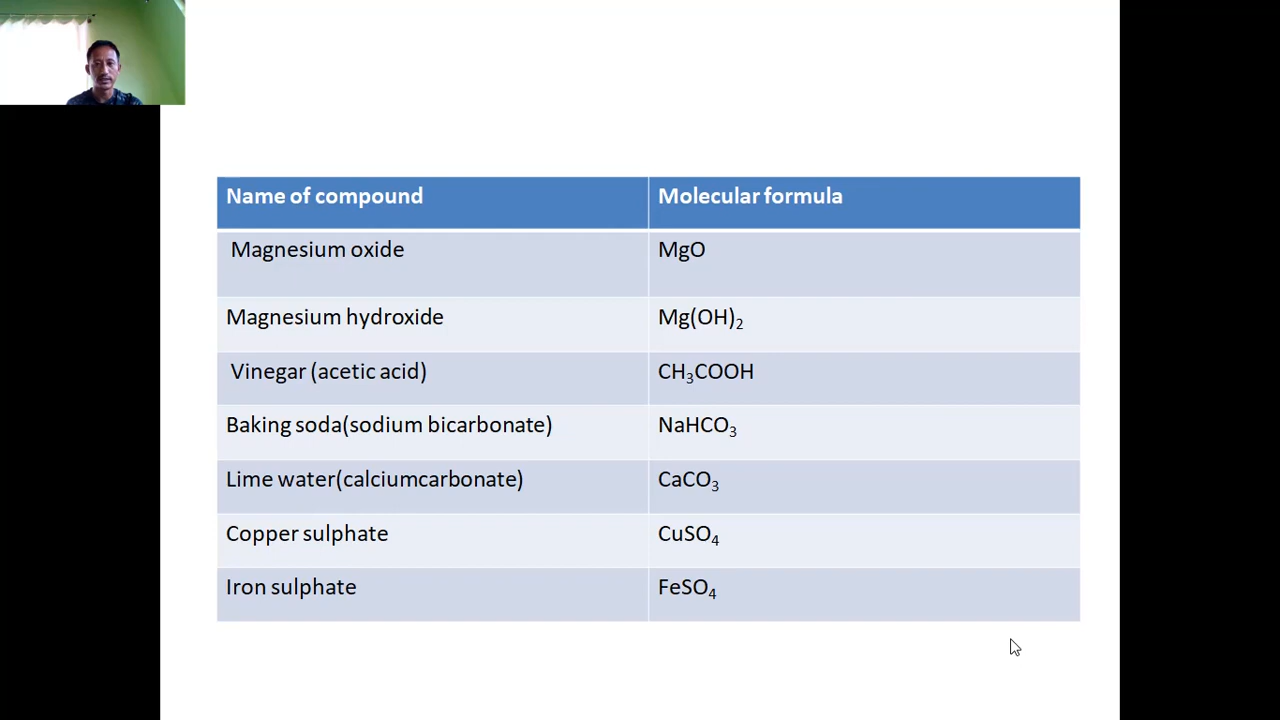 Name of compound
Molecular formula
Magnesium oxide
MgO
Magnesium hydroxide
Mg(OH)₂
Vinegar (acetic acid)
CH₃COOH
Baking soda(sodium bicarbonate)
NaHCO₃
Lime water(calciumcarbonate)
CaCO₃
Copper sulphate
CuSO₄
Iron sulphate
FeSO₄